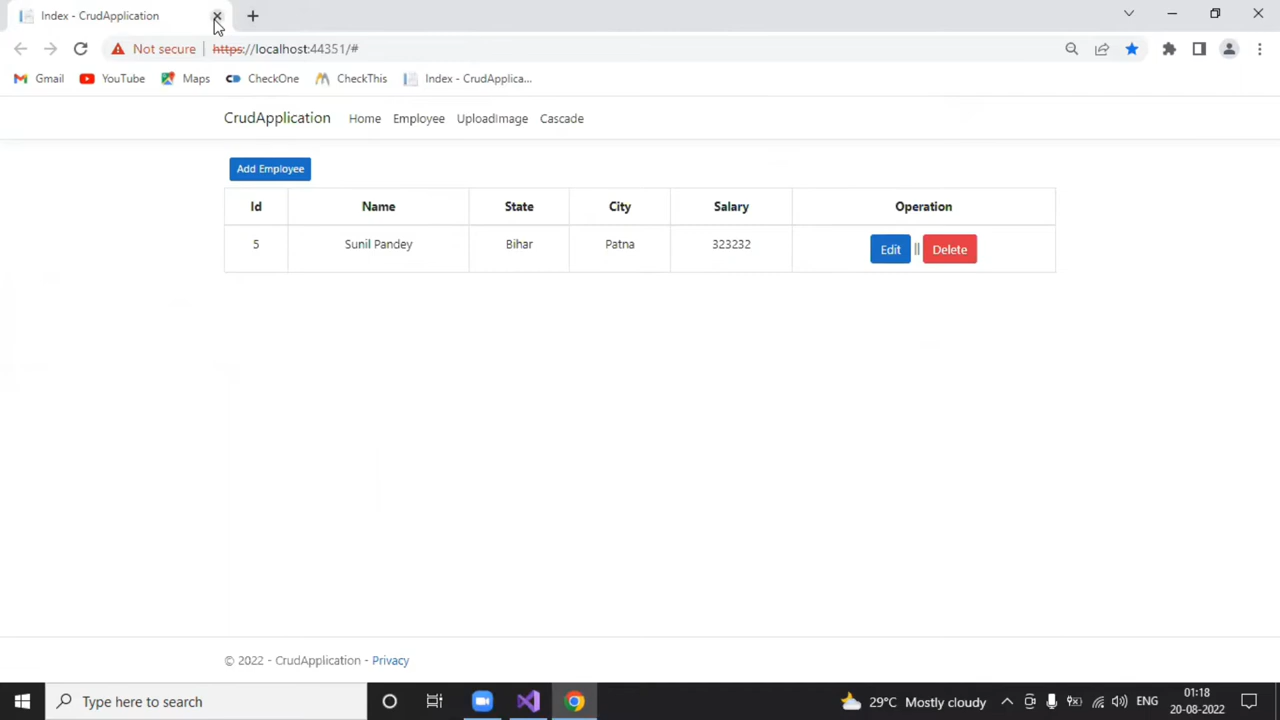 Index - CrudApplication
Not secure https://localhost:44351/#
Gmail YouTube Maps CheckOne CheckThis Index - CrudApplica...
CrudApplication Home Employee UploadImage Cascade
Add Employee
Id Name State City Salary Operation
5 Sunil Pandey Bihar Patna 323232 Edit || Delete
© 2022 - CrudApplication - Privacy
Type here to search 29°C Mostly cloudy ENG 01:18
20-08-2022